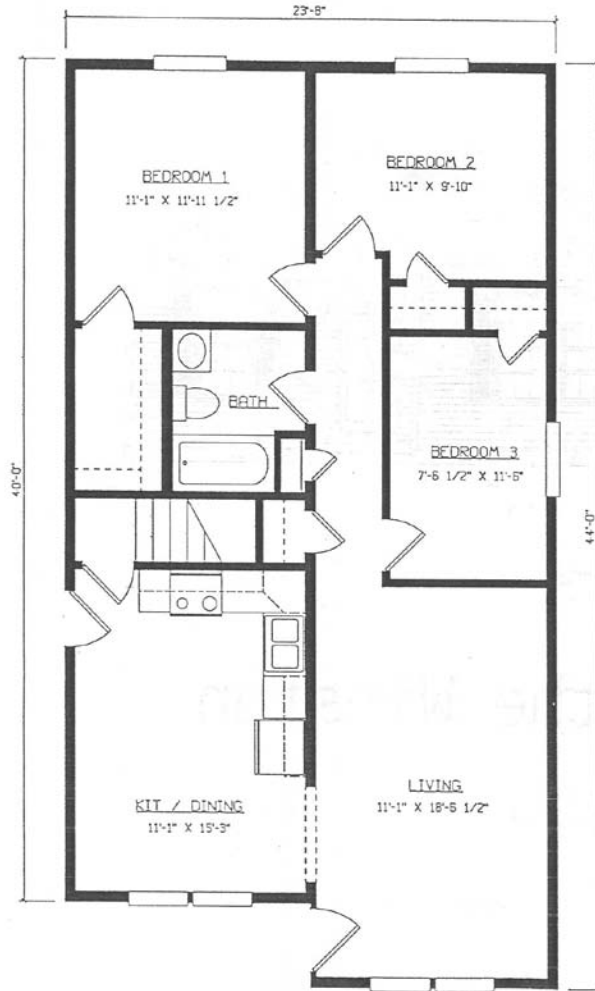 23'-8"
BEDROOM 1
11'-1" X 11'-11 1/2"
BEDROOM 2
11'-1" X 9'-10"
BATH
BEDROOM 3
7'-6 1/2" X 11'-6"
40'-0"
44'-0"
LIVING
11'-1" X 18'-6 1/2"
KIT / DINING
11'-1" X 15'-3"